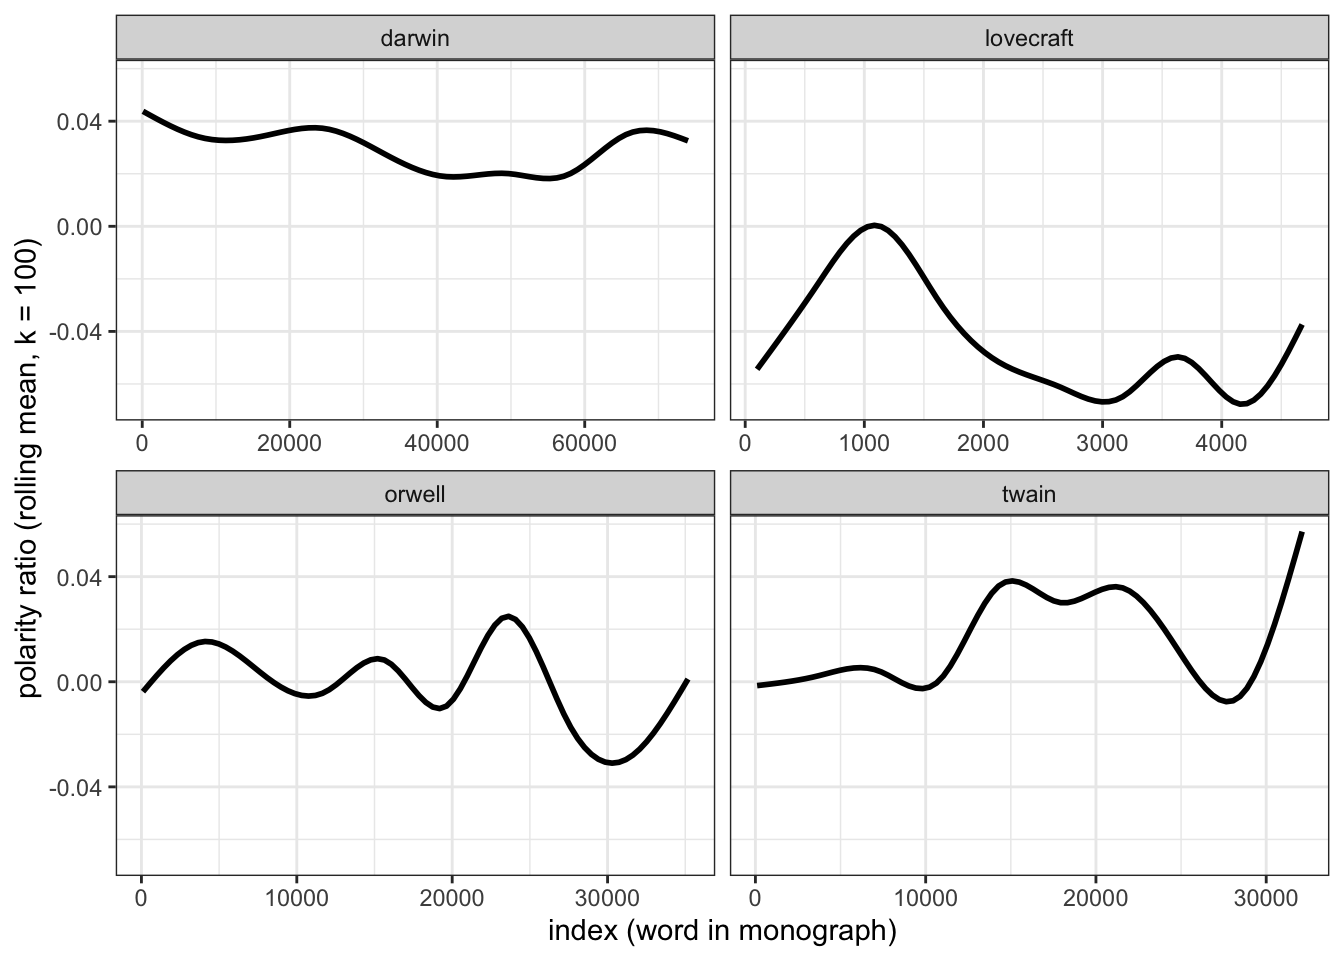 darwin
lovecraft
0.04
0.00
-0.04
0 20000 40000 60000
0 1000 2000 3000 4000
orwell
twain
0.04
0.00
-0.04
0 10000 20000 30000
0 10000 20000 30000
index (word in monograph)
polarity ratio (rolling mean, k = 100)